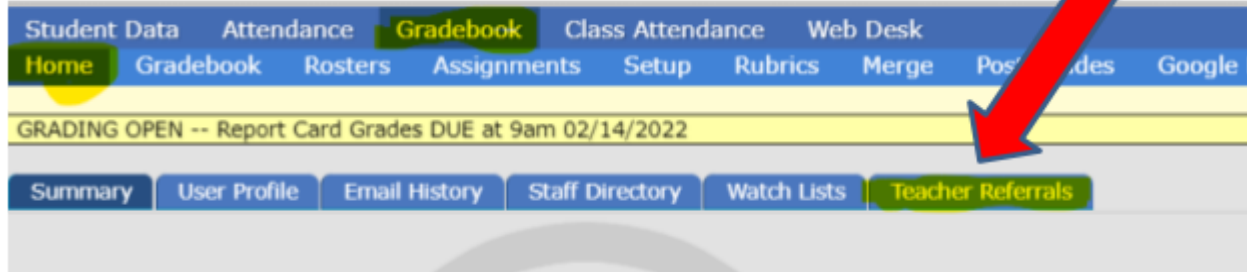 Student Data Attendance Gradebook Class Attendance Web Desk
Home Gradebook Rosters Assignments Setup Rubrics Merge Google
GRADING OPEN -- Report Card Grades DUE at 9am 02/14/2022
Summary User Profile Email History Staff Directory Watch Lists Teacher Referrals